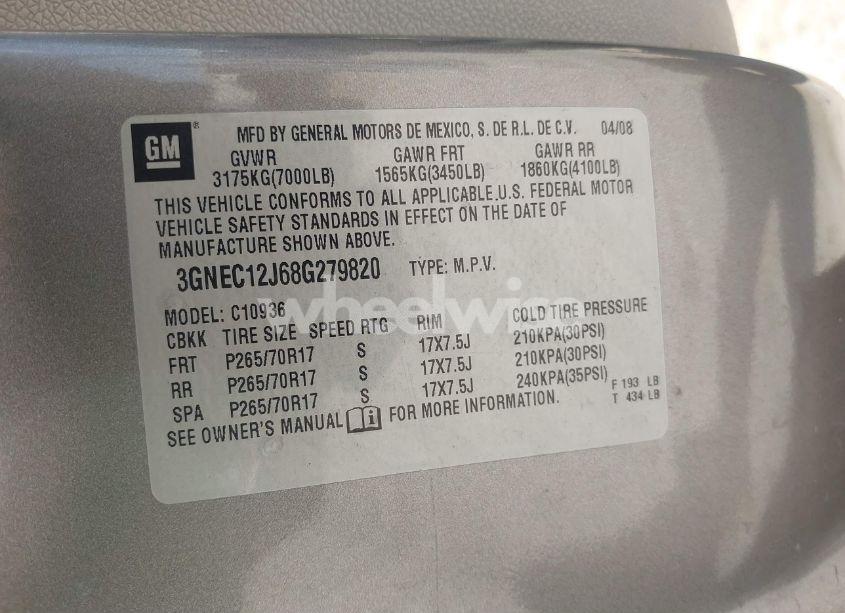 GM ®
MFD BY GENERAL MOTORS DE MEXICO, S. DE R.L. DE C.V. 04/08
GVWR GAWR FRT GAWR RR
3175KG(7000LB) 1565KG(3450LB) 1860KG(4100LB)
THIS VEHICLE CONFORMS TO ALL APPLICABLE U.S. FEDERAL MOTOR
VEHICLE SAFETY STANDARDS IN EFFECT ON THE DATE OF
MANUFACTURE SHOWN ABOVE.
3GNEC12J68G279820 TYPE: M.P.V.
MODEL: C10936
CBKK TIRE SIZE SPEED RTG RIM COLD TIRE PRESSURE
FRT P265/70R17 S 17X7.5J 210KPA(30PSI)
RR P265/70R17 S 17X7.5J 210KPA(30PSI)
SPA P265/70R17 S 17X7.5J 240KPA(35PSI)
F 193 LB
T 434 LB
SEE OWNER'S MANUAL i FOR MORE INFORMATION.